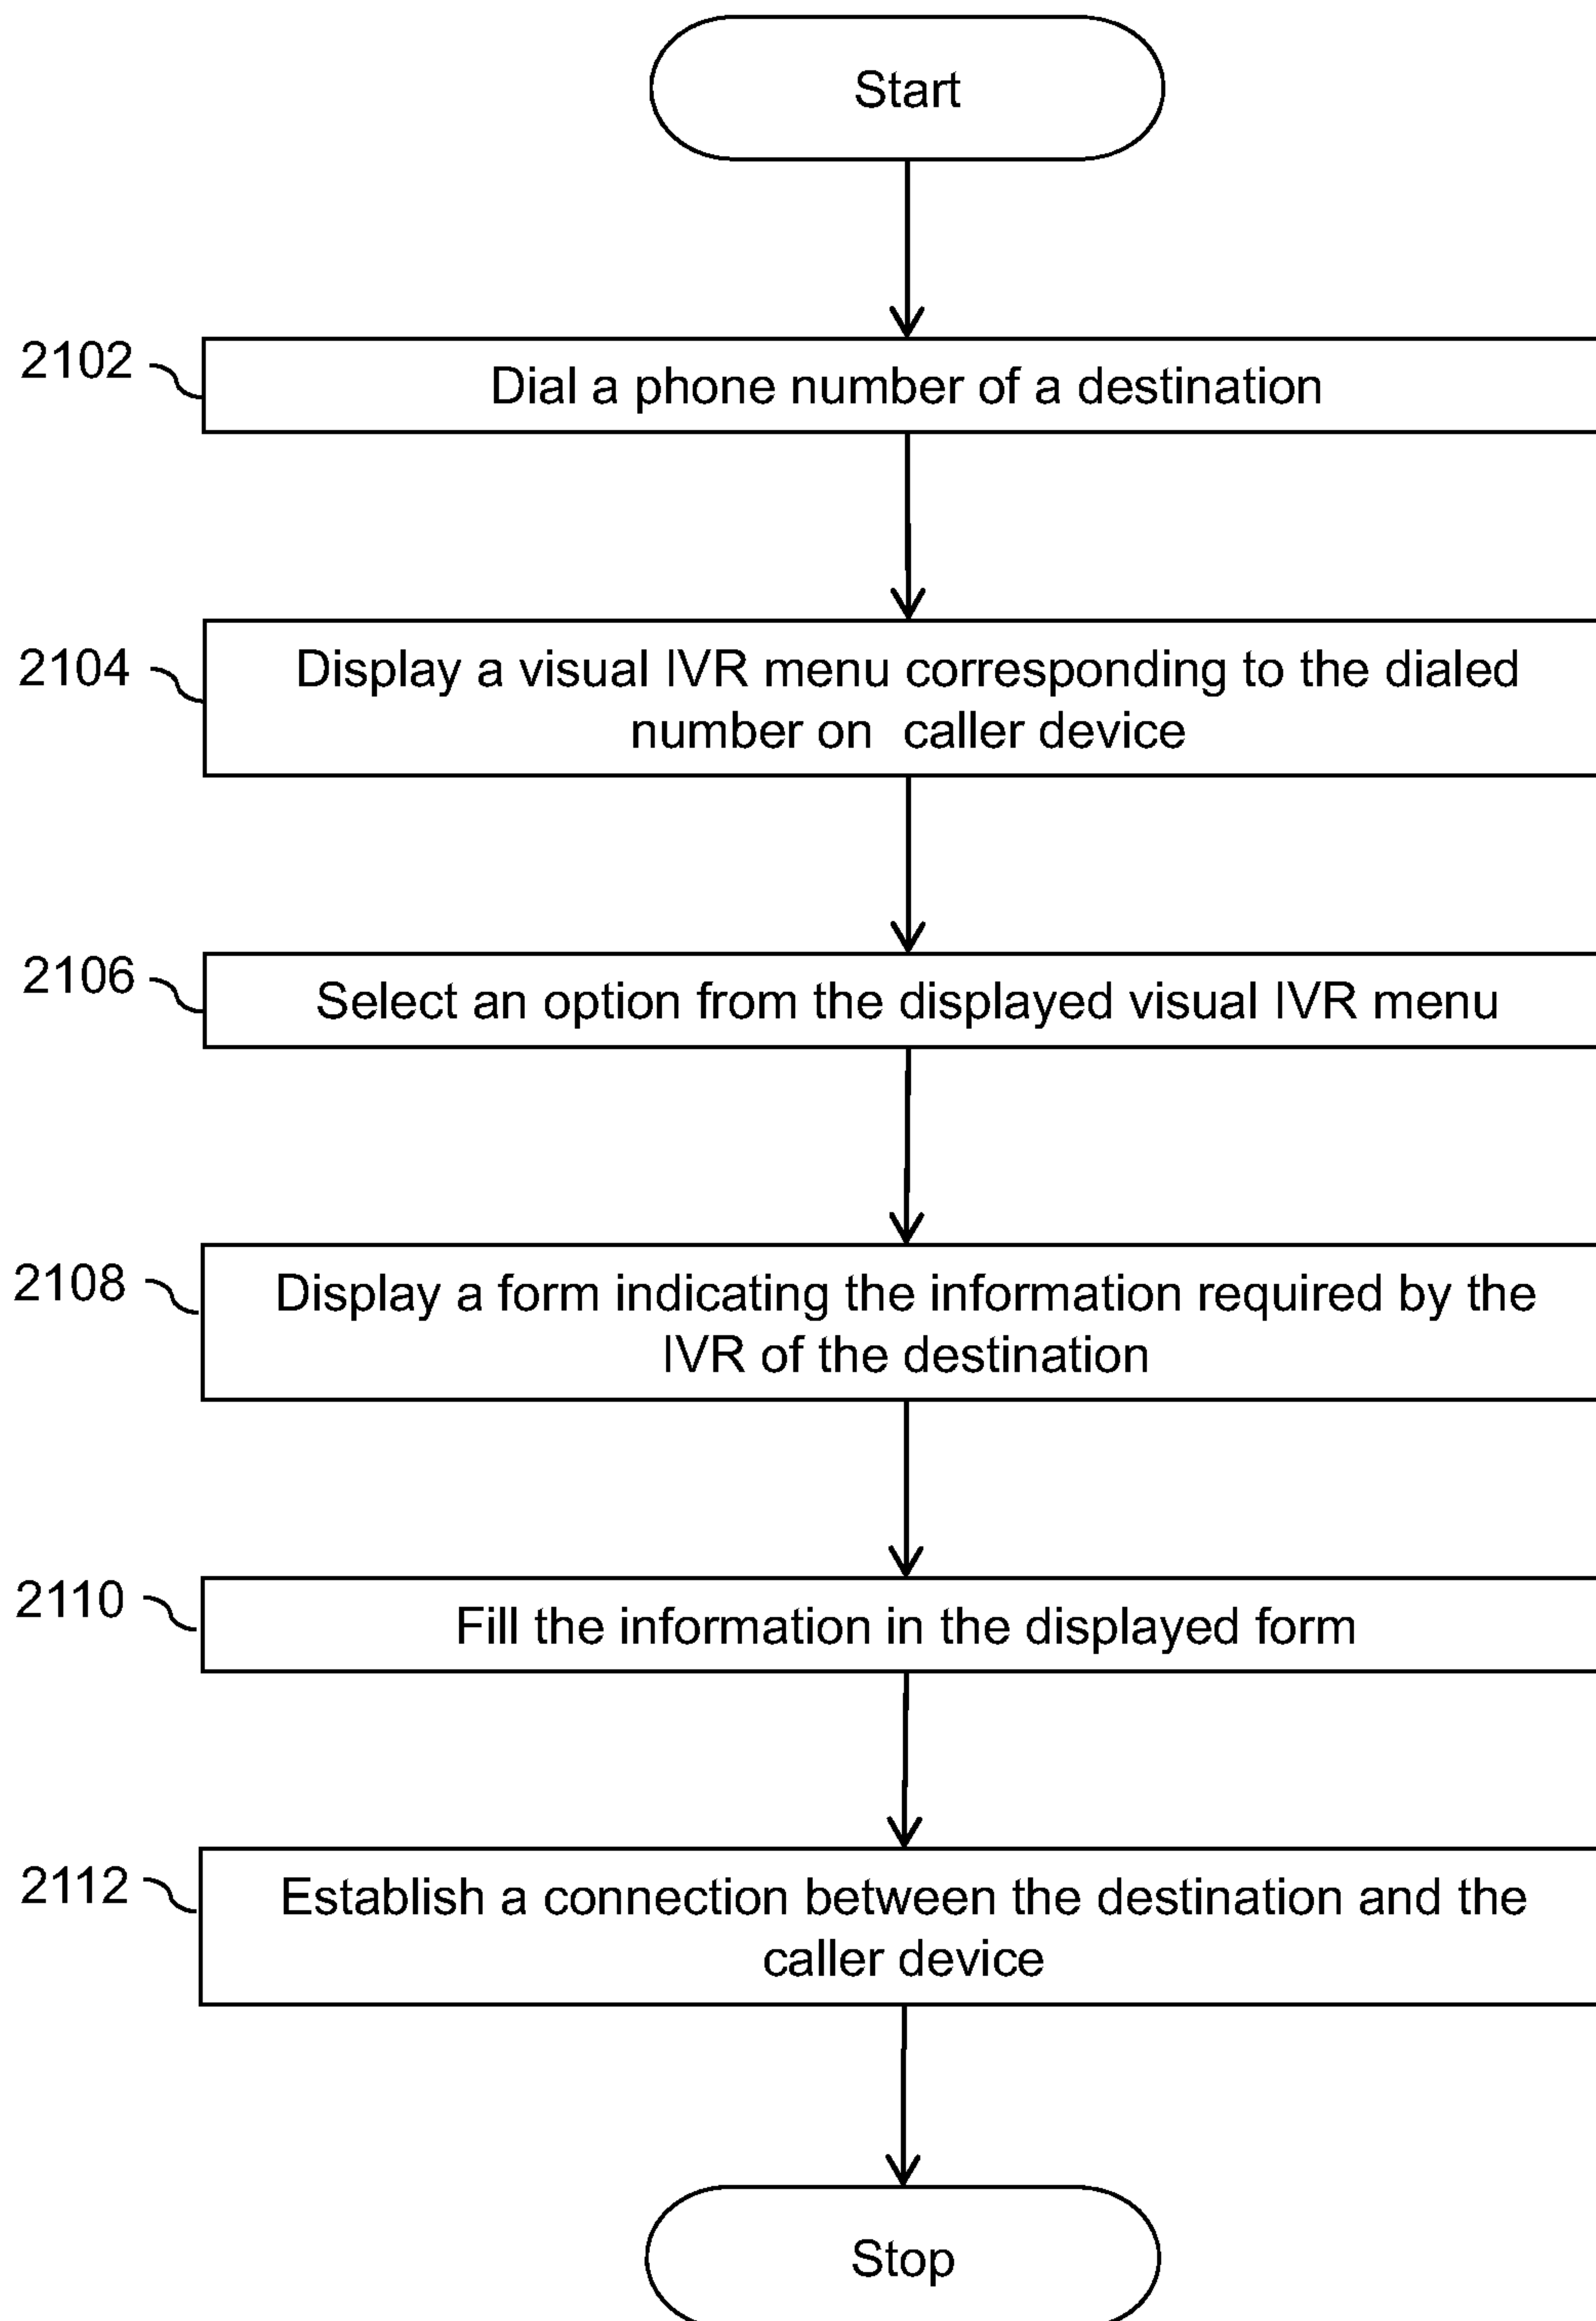 Start
2102
Dial a phone number of a destination
2104
Display a visual IVR menu corresponding to the dialed
number on caller device
2106
Select an option from the displayed visual IVR menu
2108
Display a form indicating the information required by the
IVR of the destination
2110
Fill the information in the displayed form
2112
Establish a connection between the destination and the
caller device
Stop